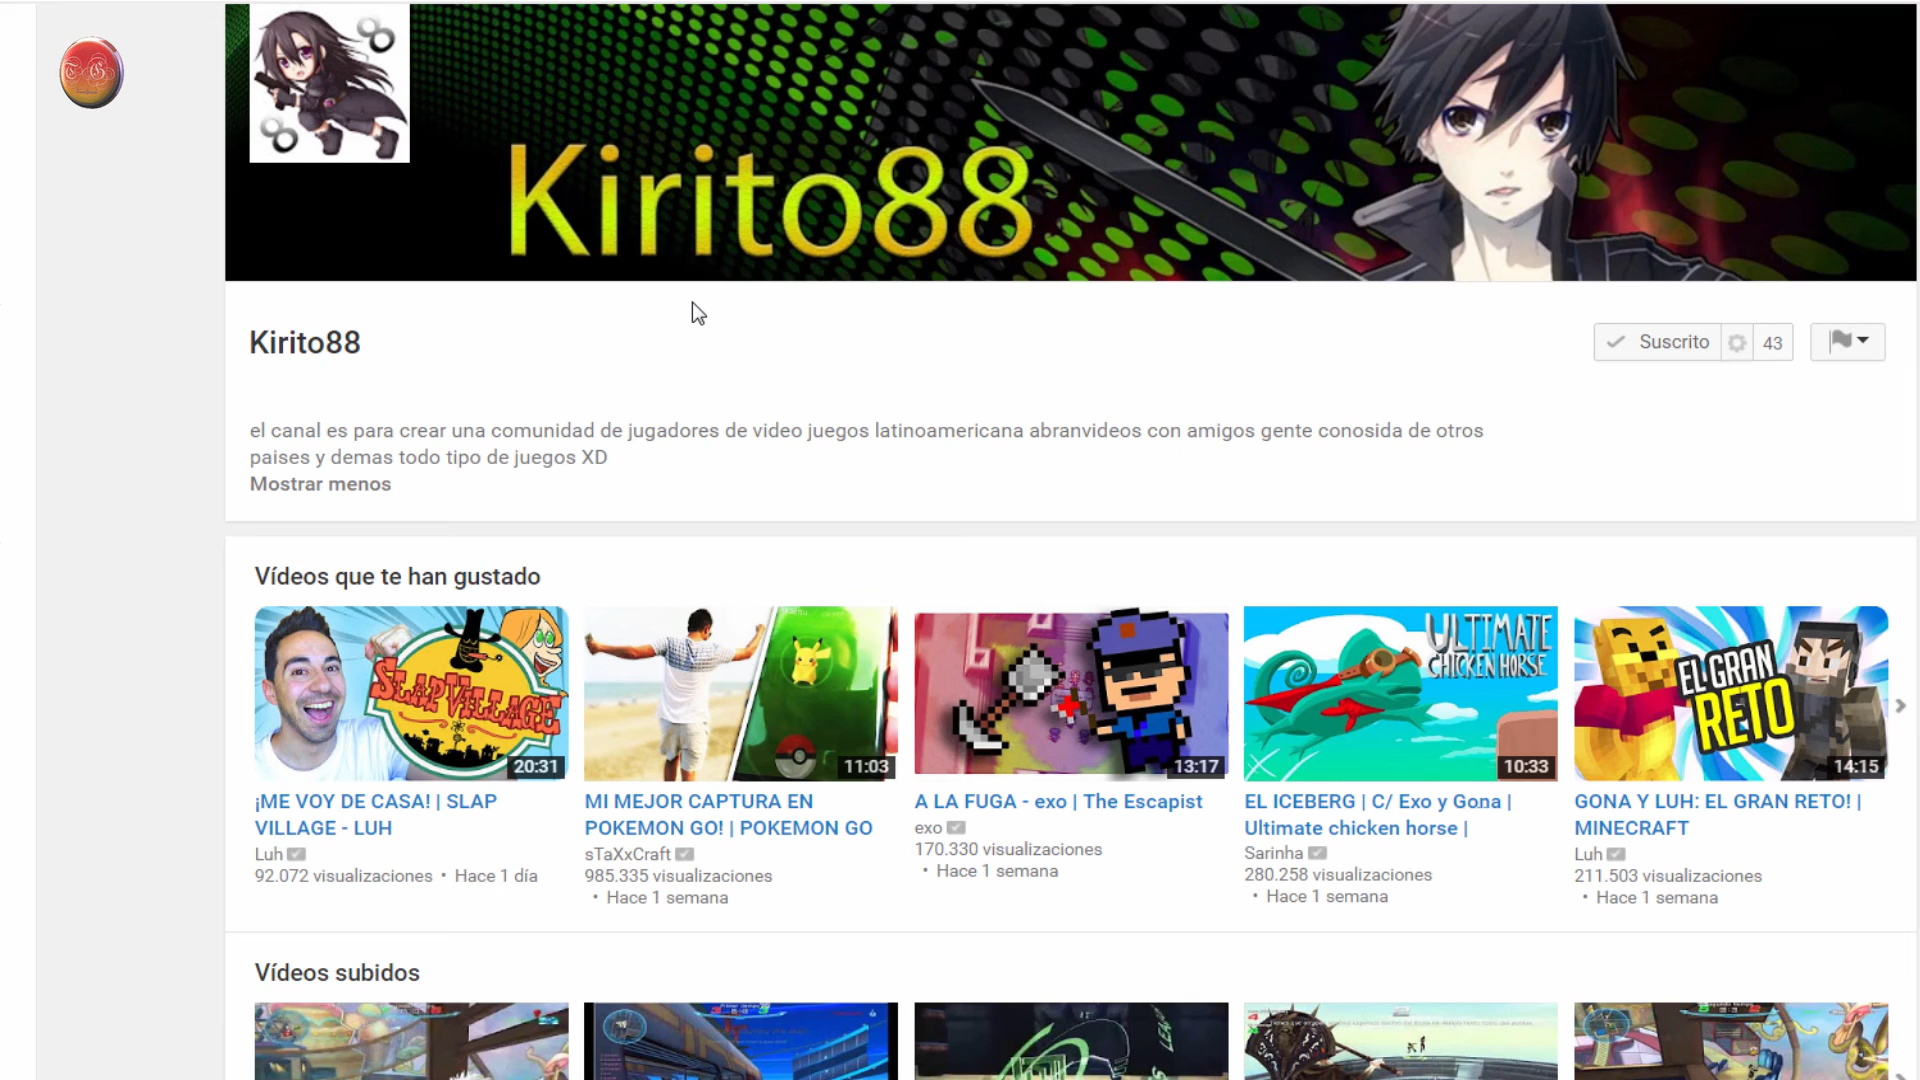 8
8
Kirito88
Kirito88
Suscrito
43
el canal es para crear una comunidad de jugadores de video juegos latinoamericana abranvideos con amigos gente conosida de otros
paises y demas todo tipo de juegos XD
Mostrar menos
Vídeos que te han gustado
SLAP VILLAGE
20:31
11:03
13:17
ULTIMATE
CHICKEN HORSE
10:33
EL GRAN
RETO
14:15
¡ME VOY DE CASA! | SLAP
VILLAGE - LUH
Luh
92.072 visualizaciones • Hace 1 día
MI MEJOR CAPTURA EN
POKEMON GO! | POKEMON GO
sTaXxCraft
985.335 visualizaciones
• Hace 1 semana
A LA FUGA - exo | The Escapist
exo
170.330 visualizaciones
• Hace 1 semana
EL ICEBERG | C/ Exo y Gona |
Ultimate chicken horse |
Sarinha
280.258 visualizaciones
• Hace 1 semana
GONA Y LUH: EL GRAN RETO! |
MINECRAFT
Luh
211.503 visualizaciones
• Hace 1 semana
Vídeos subidos